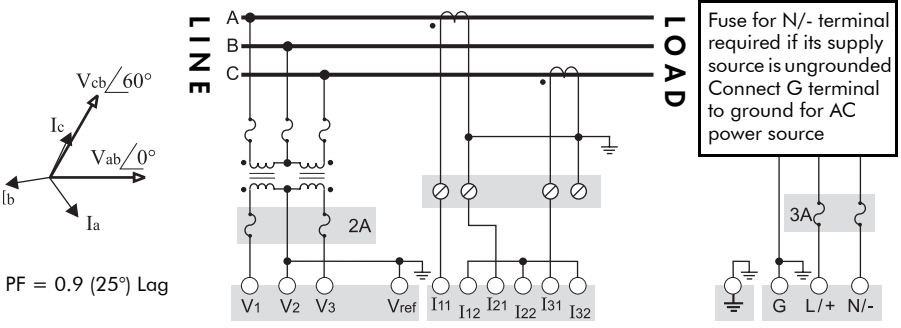 LINE
A
B
C
LOAD
Fuse for N/- terminal
required if its supply
source is ungrounded
Connect G terminal
to ground for AC
power source
Vcb/60°
Ic
Vab/0°
Ib
Ia
PF = 0.9 (25°) Lag
2A
3A
V1 V2 V3 Vref
I11 I12 I21 I22 I31 I32
G L/+ N/-